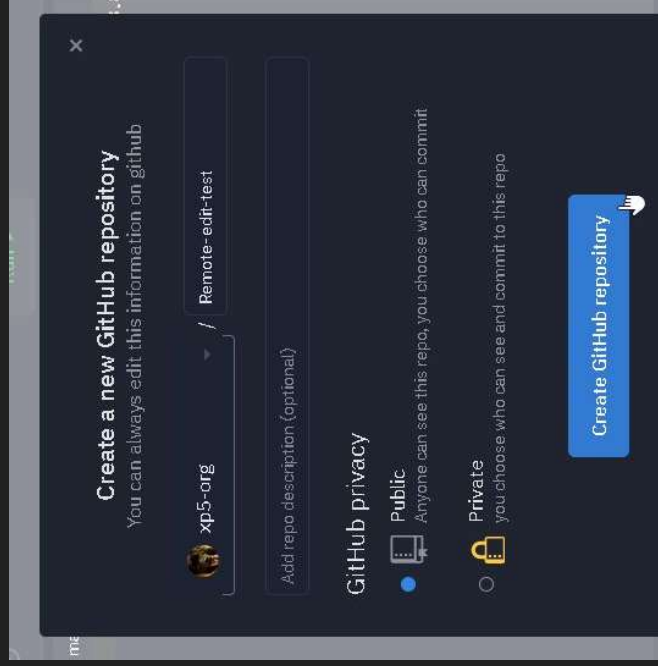 Run
Create a new GitHub repository
You can always edit this information on github
xp5-org / Remote-edit-test
Add repo description (optional)
GitHub privacy
Public
Anyone can see this repo, you choose who can commit
Private
you choose who can see and commit to this repo
Create GitHub repository
ma